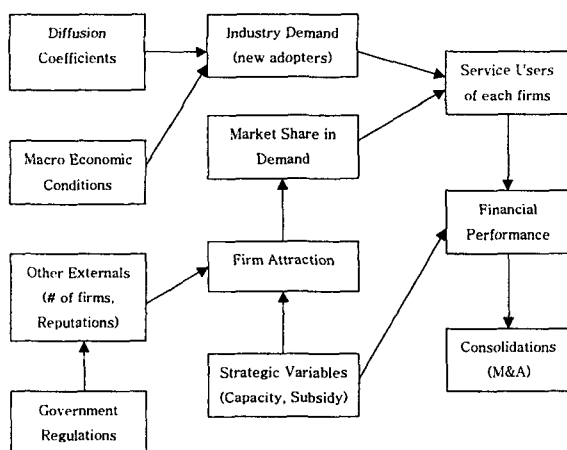 Diffusion
Coefficients
Industry Demand
(new adopters)
Service Users
of each firms
Market Share in
Demand
Macro Economic
Conditions
Financial
Performance
Firm Attraction
Other Externals
(# of firms,
Reputations)
Strategic Variables
(Capacity, Subsidy)
Consolidations
(M&A)
Government
Regulations